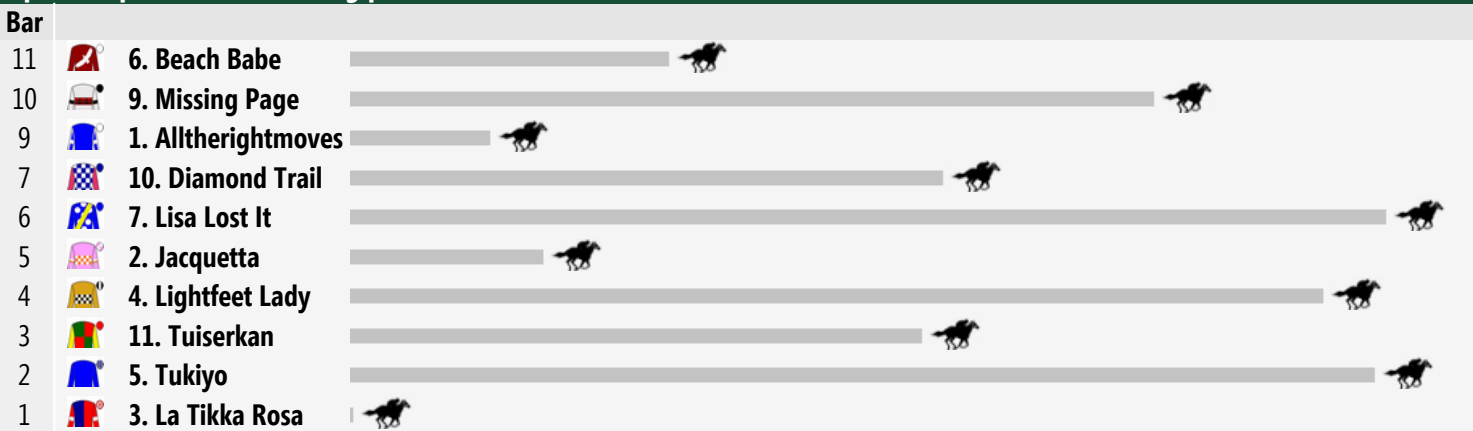 Bar
11 6. Beach Babe
10 9. Missing Page
9 1. Alltherightmoves
7 10. Diamond Trail
6 7. Lisa Lost It
5 2. Jacquetta
4 4. Lightfeet Lady
3 11. Tuiserkan
2 5. Tukiyo
1 3. La Tikka Rosa